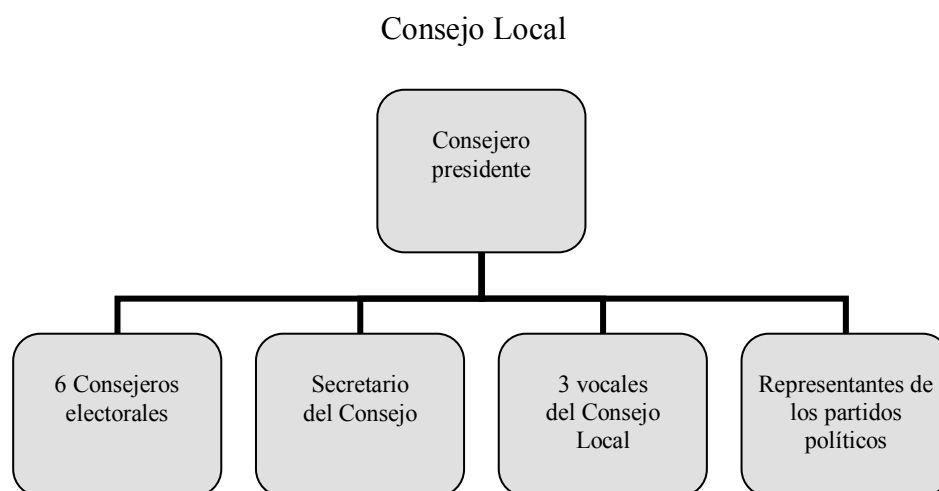 Consejo Local
Consejero
presidente
6 Consejeros
electorales
Secretario
del Consejo
3 vocales
del Consejo
Local
Representantes de
los partidos
políticos